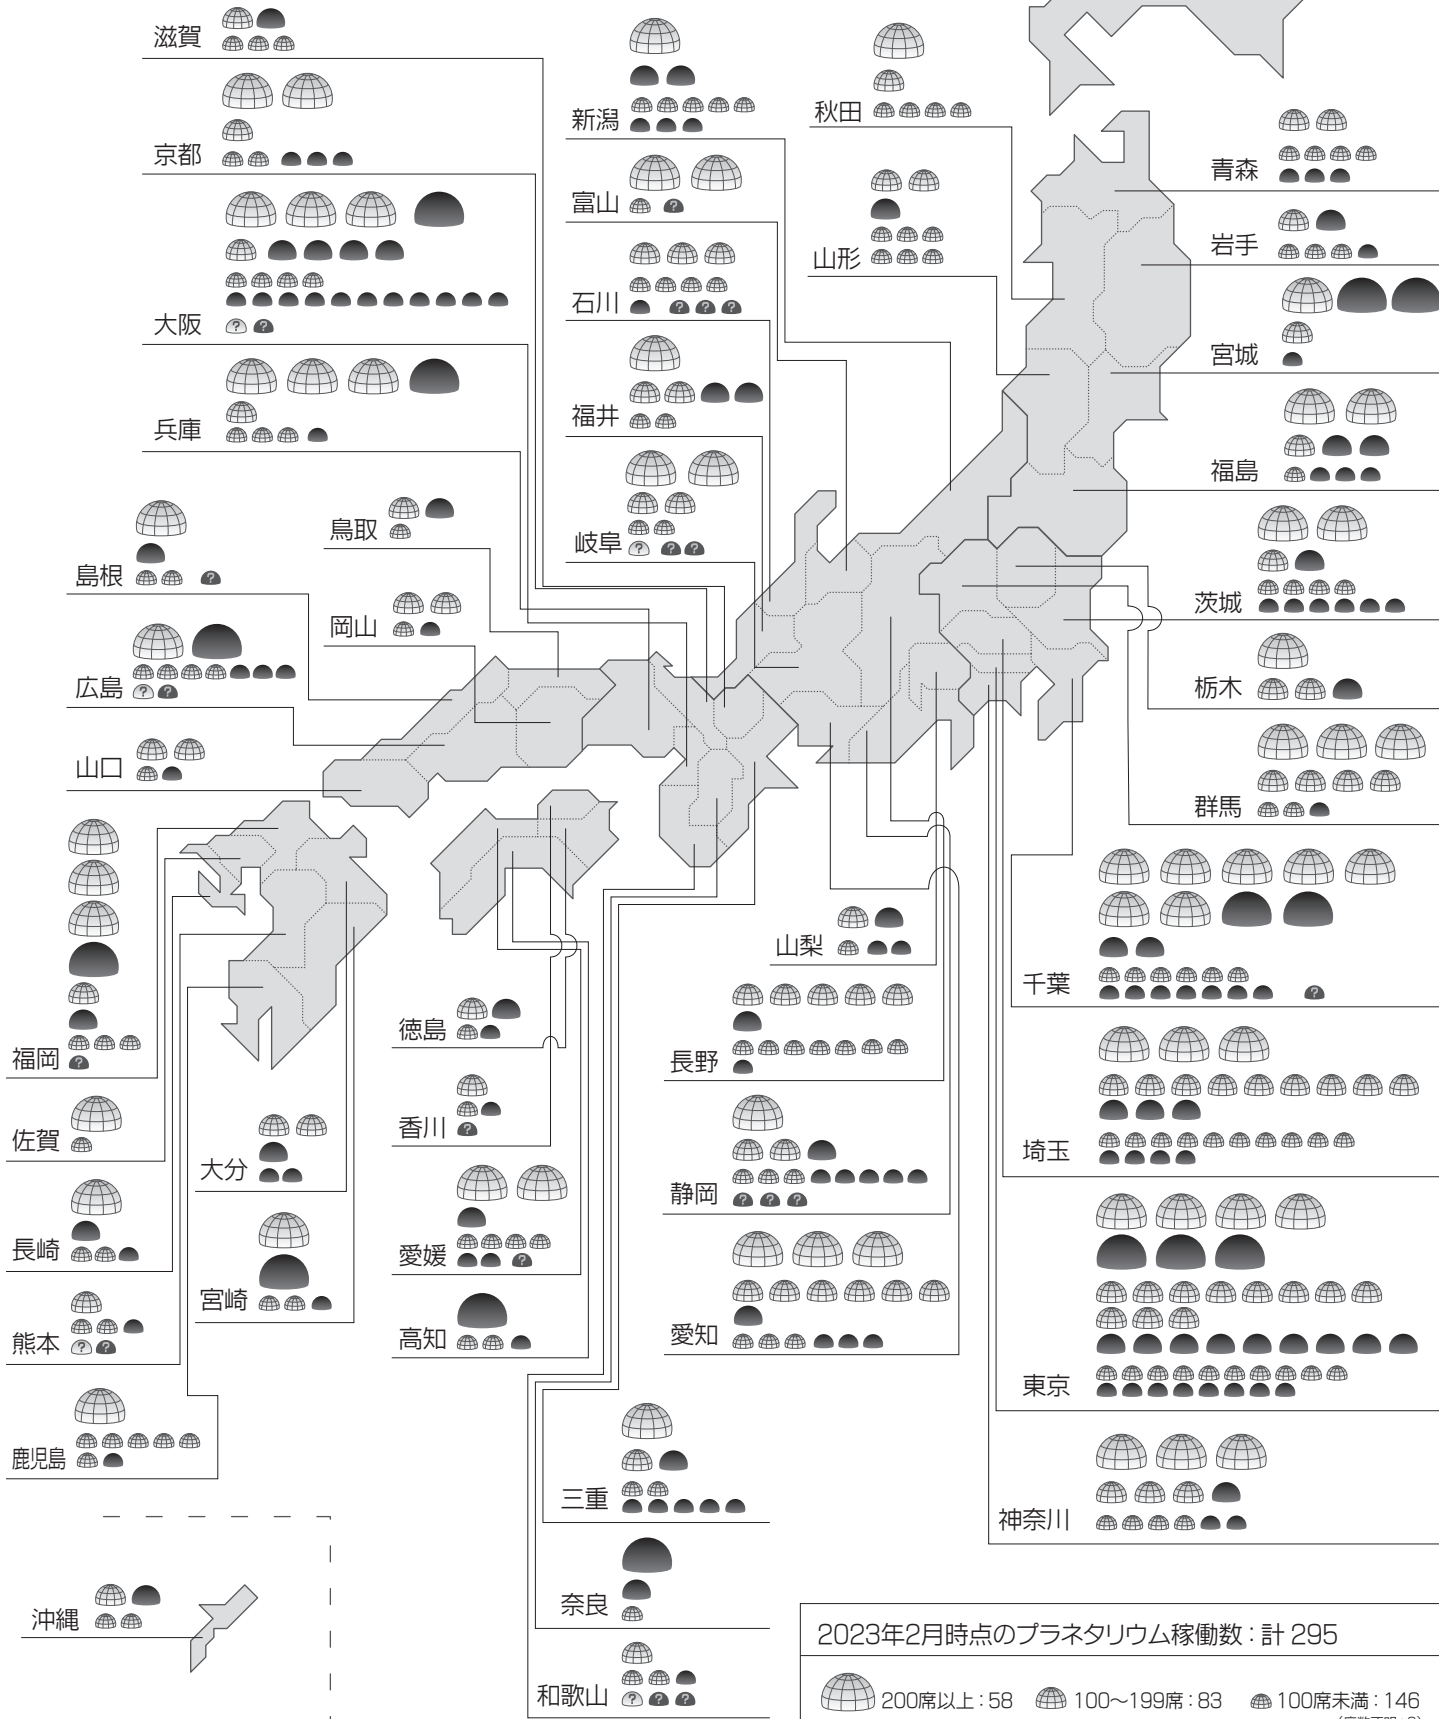 滋賀
京都
大阪
? ?
兵庫
新潟
富山 ?
石川 ? ? ?
福井
岐阜 ? ? ?
秋田
山形
青森
岩手
宮城
福島
茨城
栃木
群馬
千葉 ?
埼玉
東京
神奈川
島根 ?
広島
? ?
山口
鳥取
岡山
福岡 ?
佐賀
長崎
熊本 ? ?
鹿児島
大分
宮崎
沖縄
徳島
香川 ?
愛媛 ?
高知
山梨
長野
静岡
? ? ?
愛知
三重
奈良
和歌山 ? ? ?
2023年2月時点のプラネタリウム稼働数：計 295
200席以上：58 100〜199席：83 100席未満：146